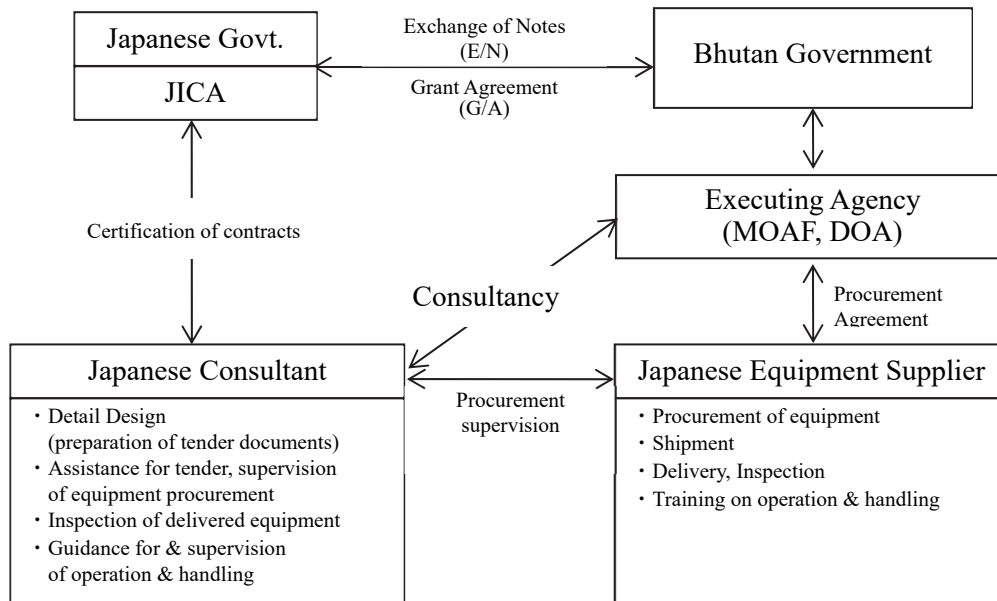 Japanese Govt.
JICA
Exchange of Notes
(E/N)
Grant Agreement
(G/A)
Bhutan Government
Executing Agency
(MOAF, DOA)
Certification of contracts
Consultancy
Procurement
Agreement
Japanese Consultant
・Detail Design
(preparation of tender documents)
・Assistance for tender, supervision
of equipment procurement
・Inspection of delivered equipment
・Guidance for & supervision
of operation & handling
Procurement
supervision
Japanese Equipment Supplier
・Procurement of equipment
・Shipment
・Delivery, Inspection
・Training on operation & handling